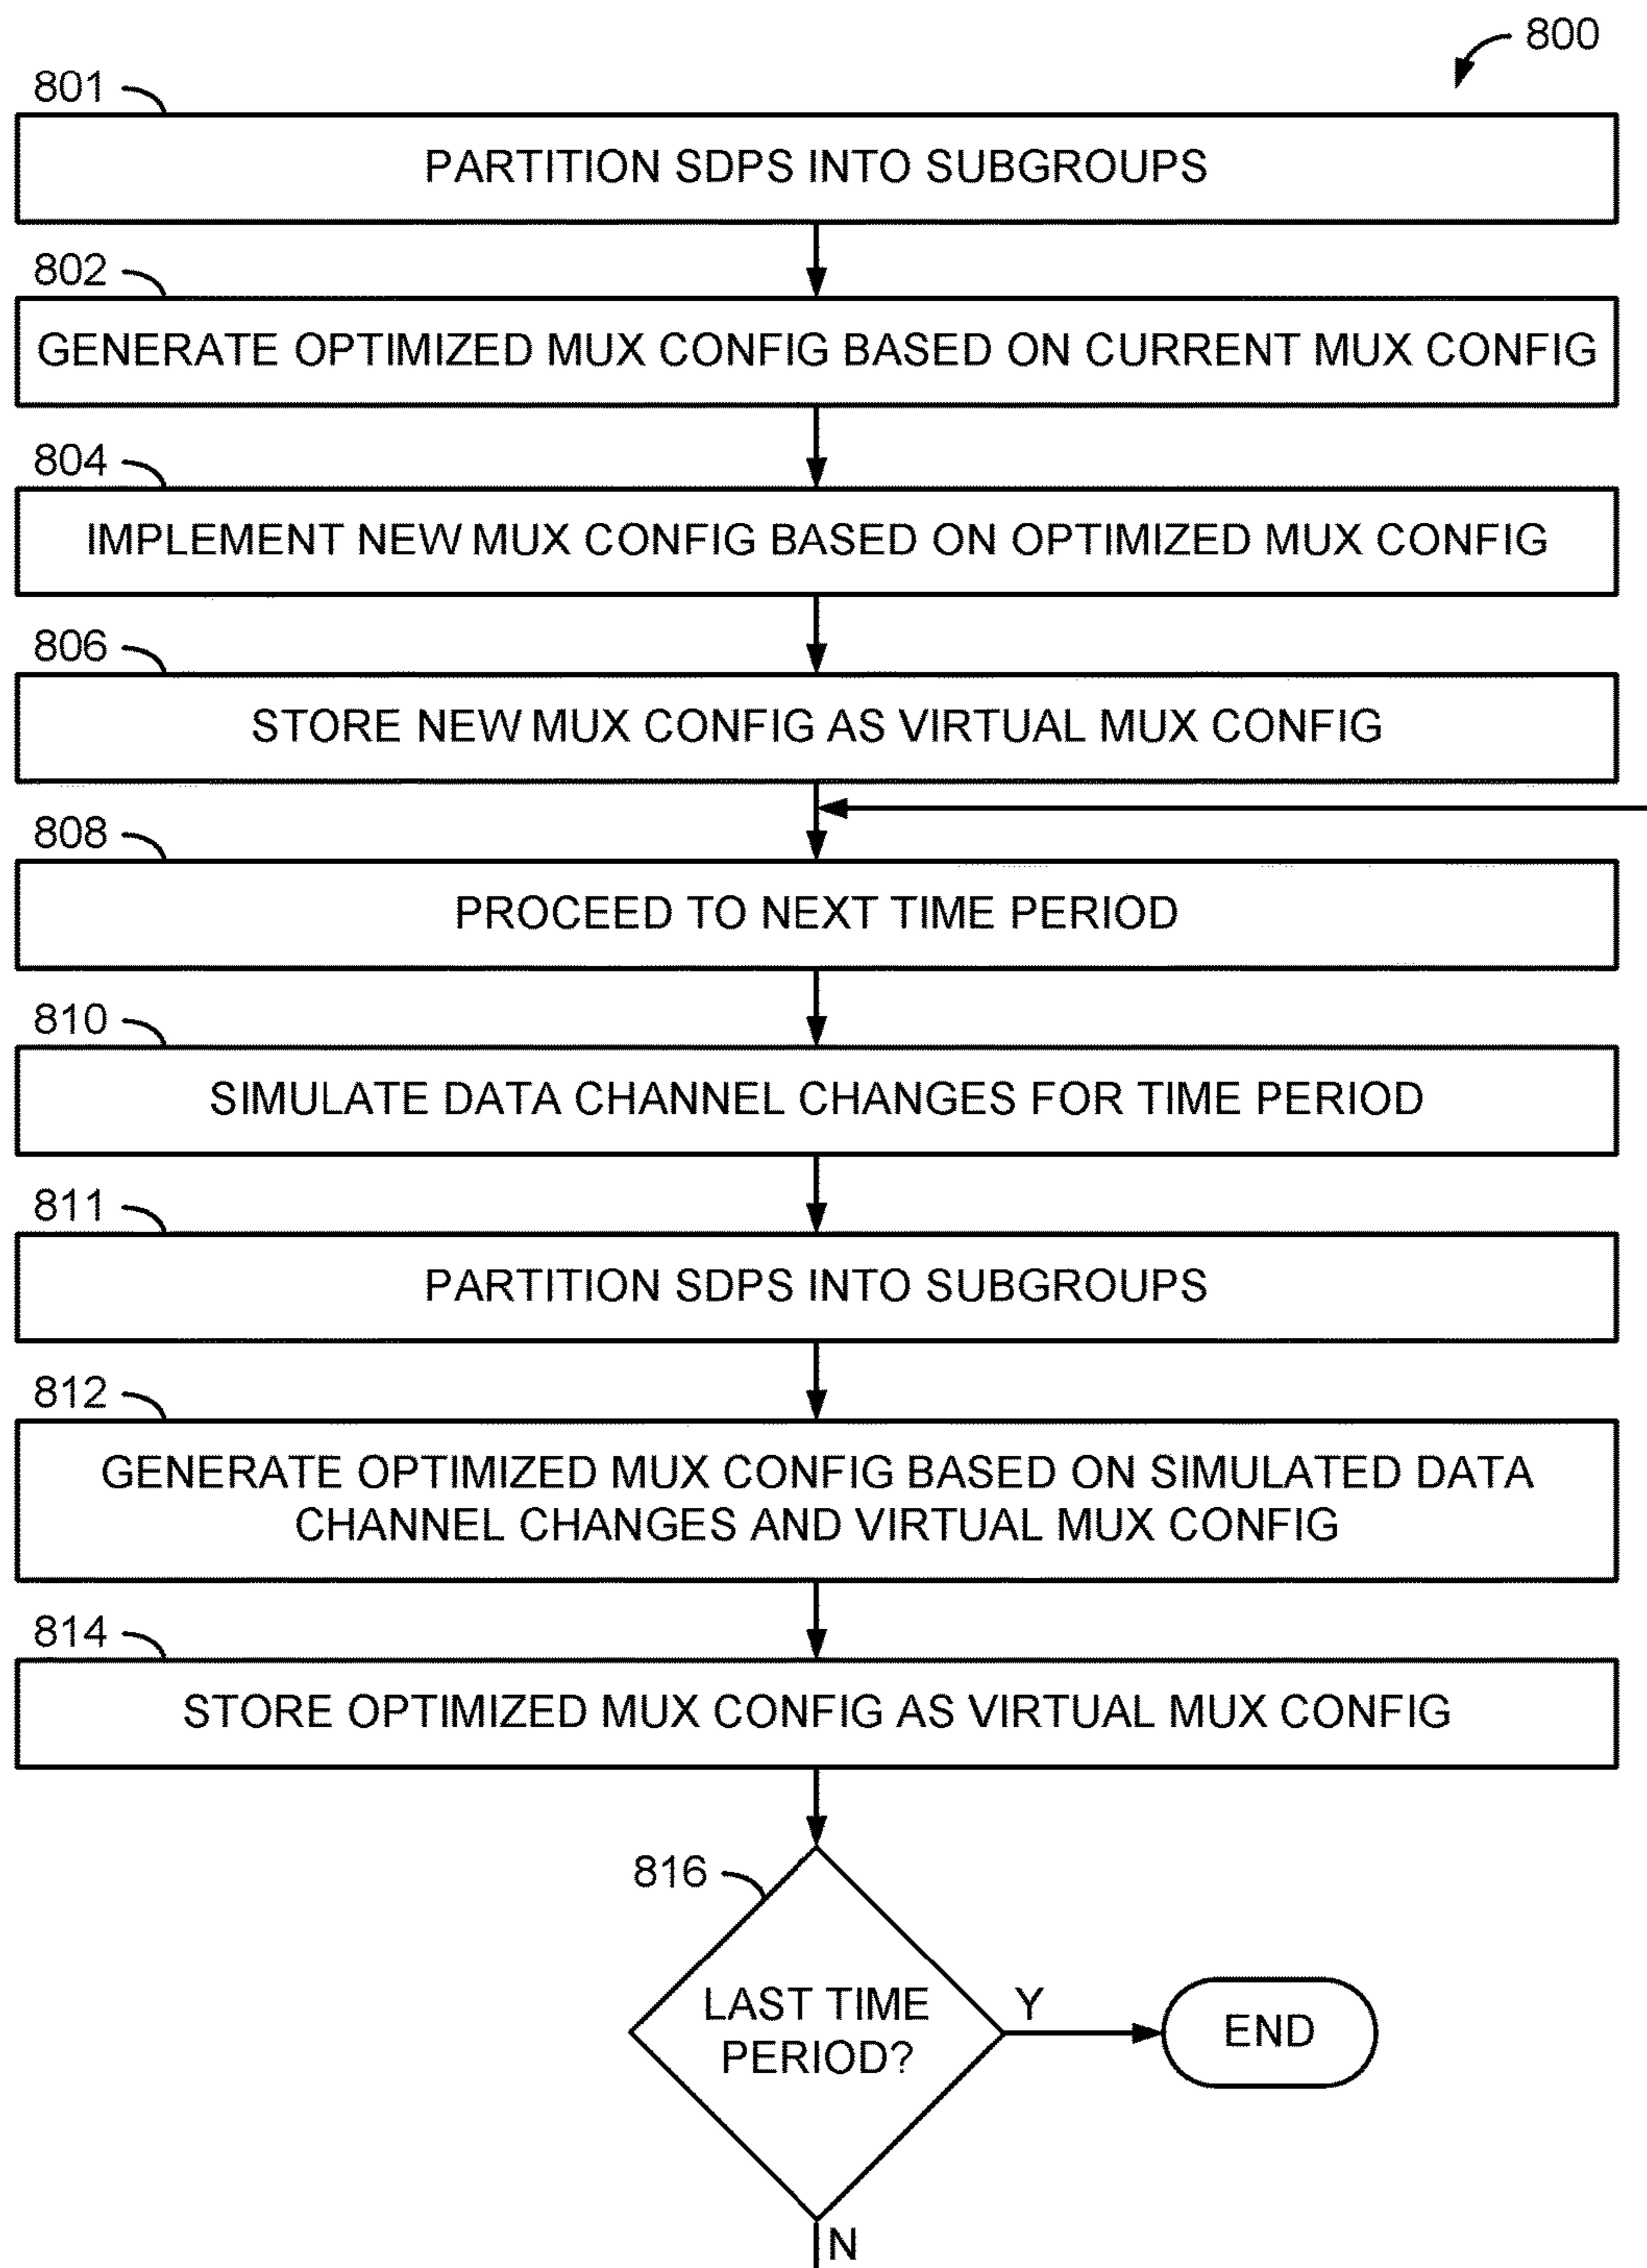 800
801
PARTITION SDPS INTO SUBGROUPS
802
GENERATE OPTIMIZED MUX CONFIG BASED ON CURRENT MUX CONFIG
804
IMPLEMENT NEW MUX CONFIG BASED ON OPTIMIZED MUX CONFIG
806
STORE NEW MUX CONFIG AS VIRTUAL MUX CONFIG
808
PROCEED TO NEXT TIME PERIOD
810
SIMULATE DATA CHANNEL CHANGES FOR TIME PERIOD
811
PARTITION SDPS INTO SUBGROUPS
812
GENERATE OPTIMIZED MUX CONFIG BASED ON SIMULATED DATA
CHANNEL CHANGES AND VIRTUAL MUX CONFIG
814
STORE OPTIMIZED MUX CONFIG AS VIRTUAL MUX CONFIG
816
LAST TIME
PERIOD?
Y
END
N